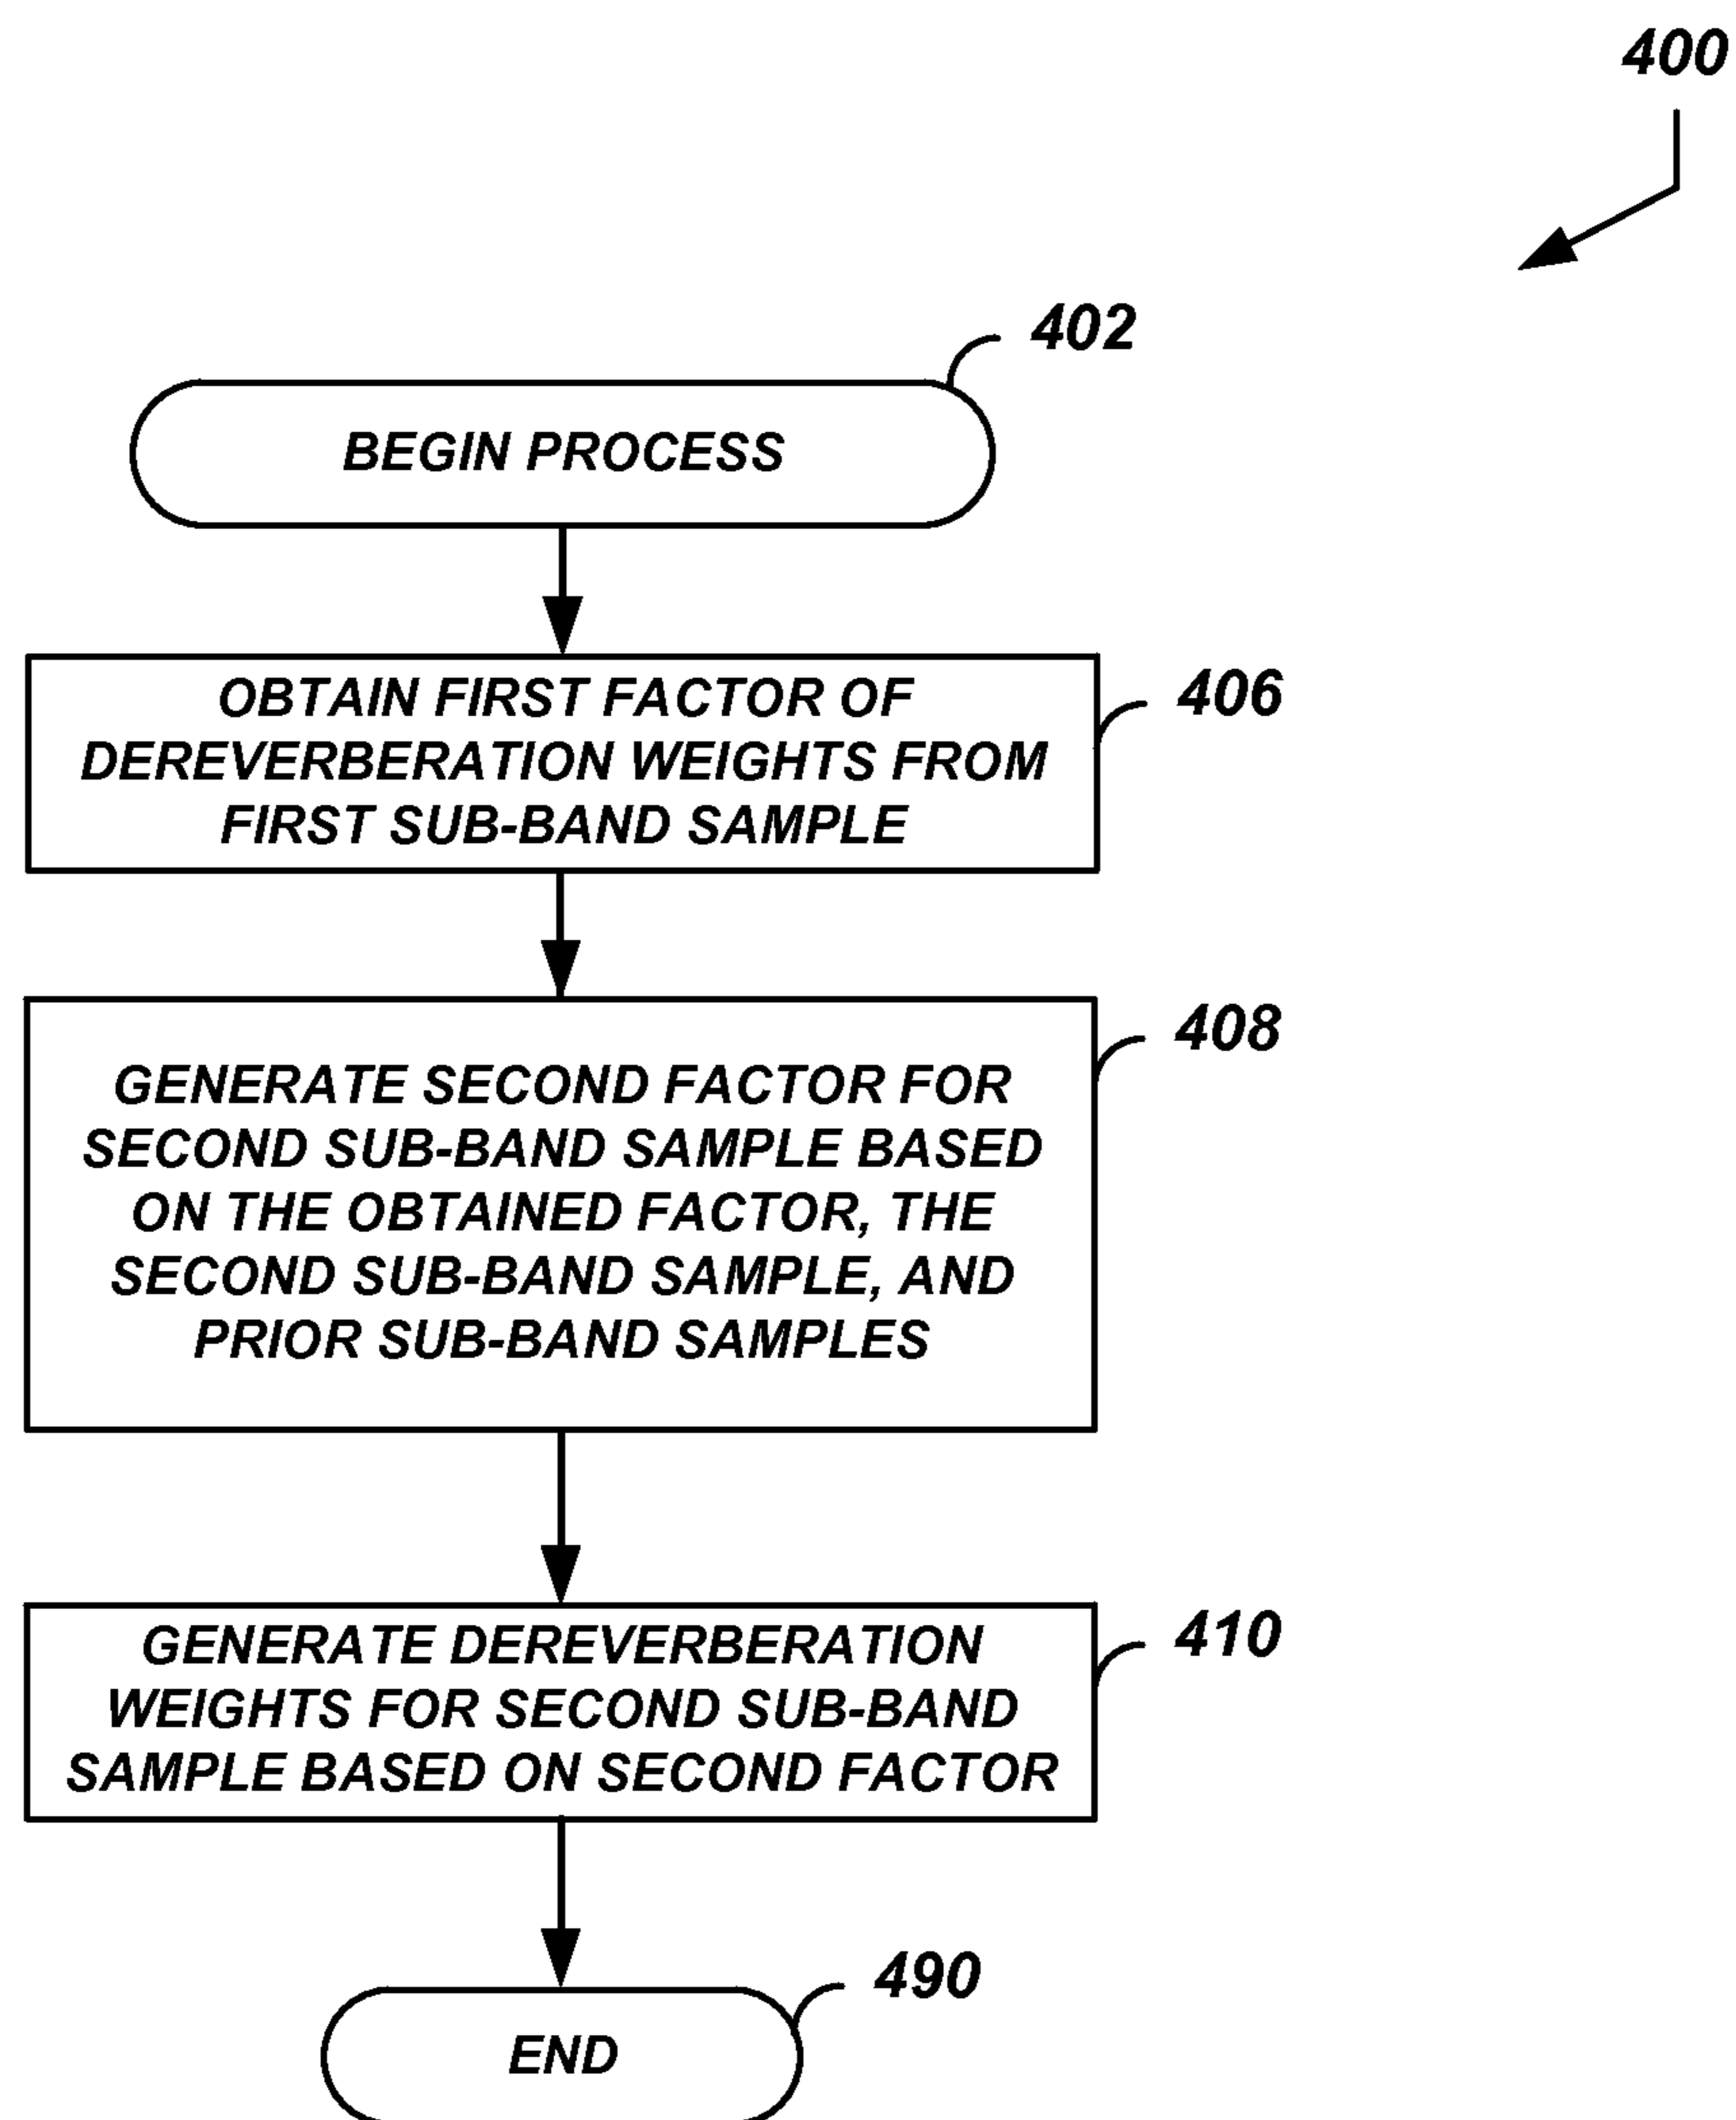 400
402
BEGIN PROCESS
406
OBTAIN FIRST FACTOR OF
DEREVERBERATION WEIGHTS FROM
FIRST SUB-BAND SAMPLE
408
GENERATE SECOND FACTOR FOR
SECOND SUB-BAND SAMPLE BASED
ON THE OBTAINED FACTOR, THE
SECOND SUB-BAND SAMPLE, AND
PRIOR SUB-BAND SAMPLES
410
GENERATE DEREVERBERATION
WEIGHTS FOR SECOND SUB-BAND
SAMPLE BASED ON SECOND FACTOR
490
END